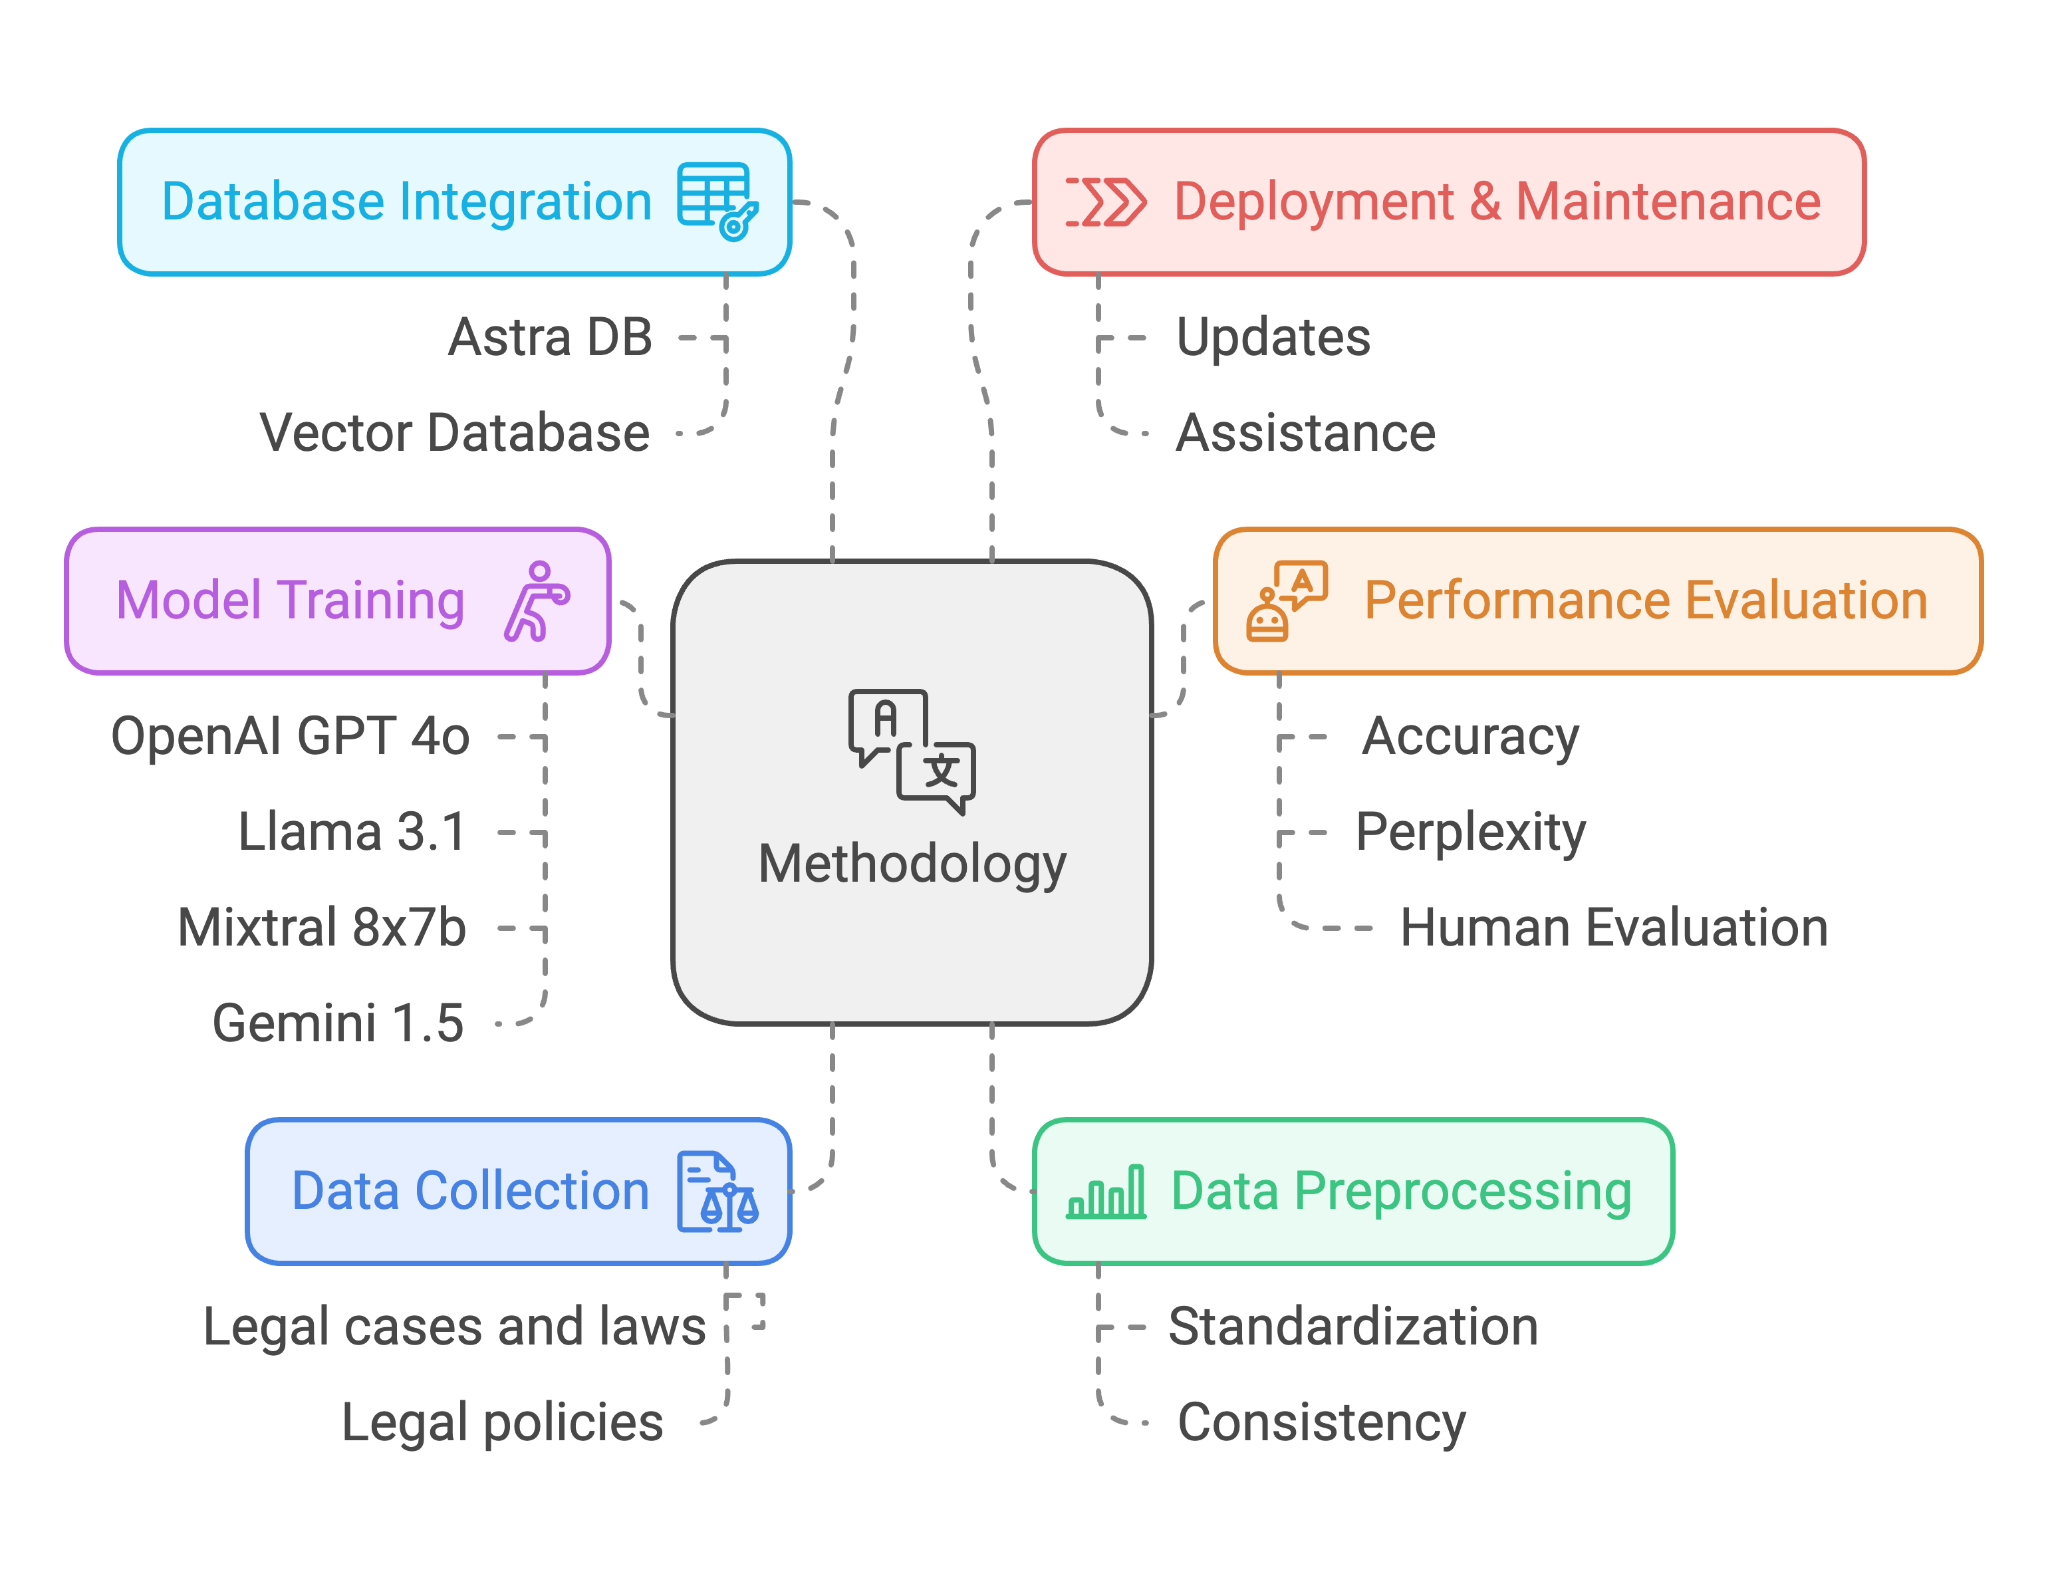 Database Integration
Astra DB
Vector Database
Deployment & Maintenance
Updates
Assistance
Model Training
OpenAI GPT 4o
Llama 3.1
Mixtral 8x7b
Gemini 1.5
A
文
Methodology
A
Performance Evaluation
Accuracy
Perplexity
Human Evaluation
Data Collection
Legal cases and laws
Legal policies
Data Preprocessing
Standardization
Consistency